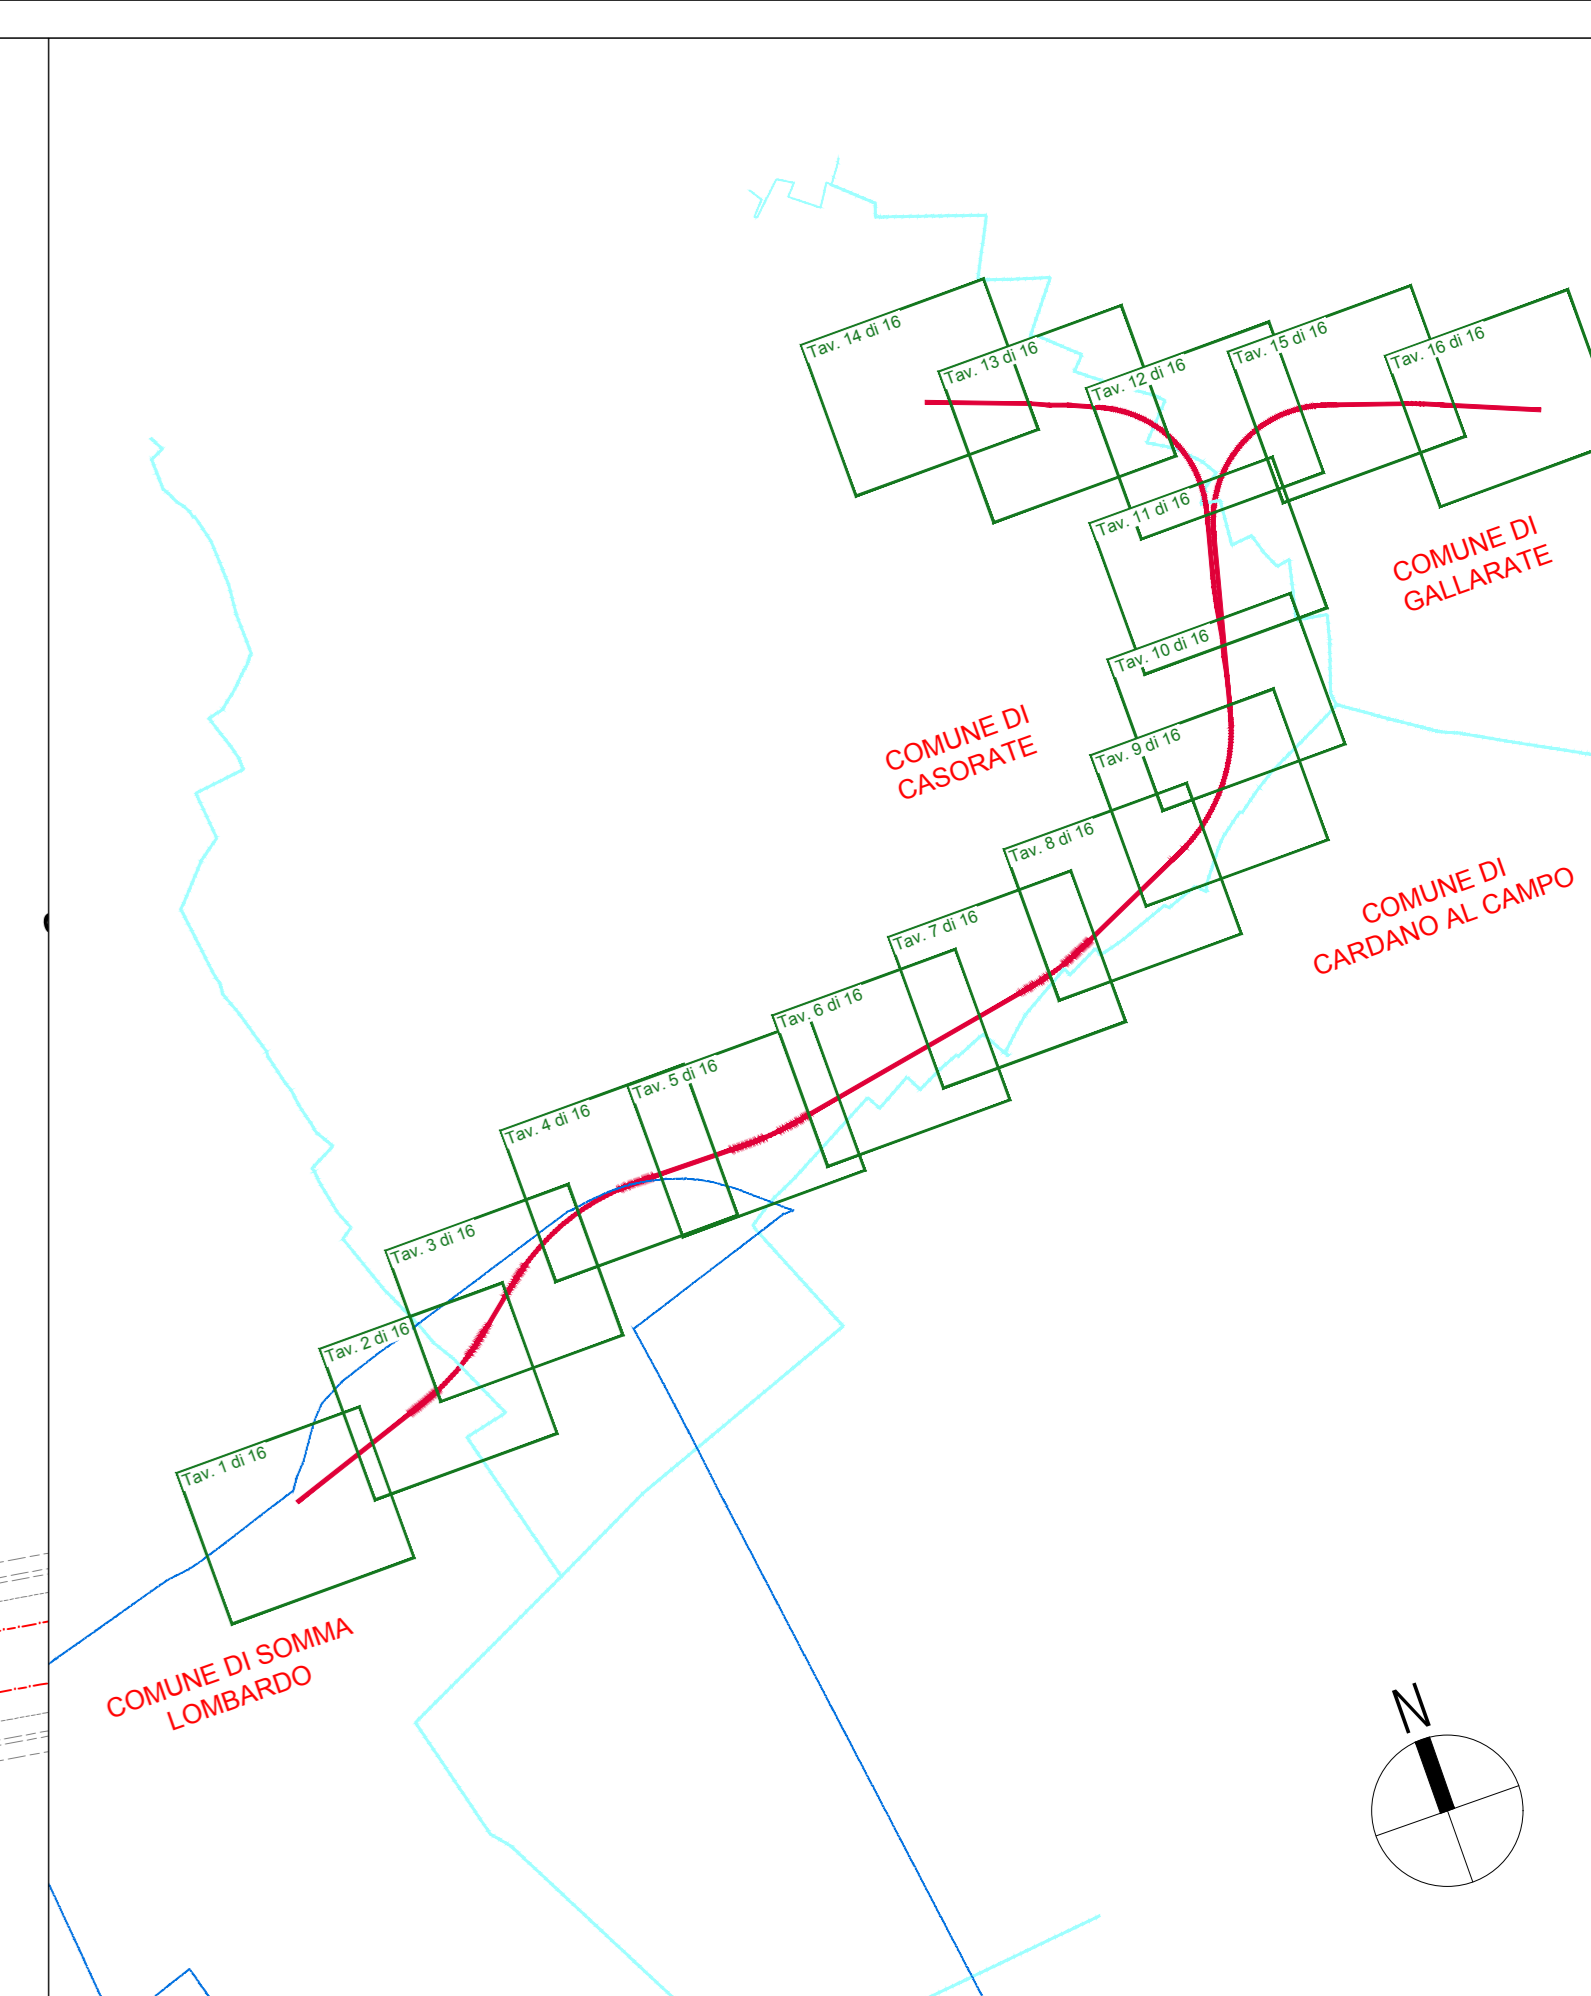 Tav. 14 di 16
Tav. 13 di 16
Tav. 12 di 16
Tav. 15 di 16
Tav. 16 di 16
Tav. 11 di 16
COMUNE DI
GALLARATE
Tav. 10 di 16
COMUNE DI
CASORATE
Tav. 9 di 16
Tav. 8 di 16
COMUNE DI
CARDANO AL CAMPO
Tav. 7 di 16
Tav. 6 di 16
Tav. 5 di 16
Tav. 4 di 16
Tav. 3 di 16
Tav. 2 di 16
Tav. 1 di 16
COMUNE DI SOMMA
LOMBARDO
N